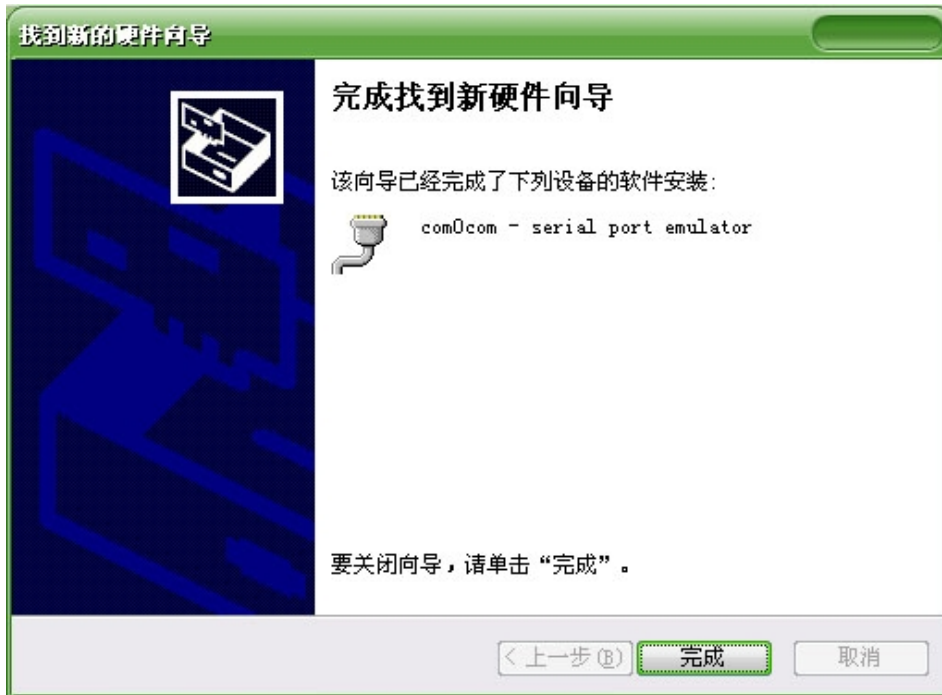 找到新的硬件向导
完成找到新硬件向导
该向导已经完成了下列设备的软件安装:
com0com - serial port emulator
要关闭向导，请单击“完成”。
< 上一步(B)
完成
取消